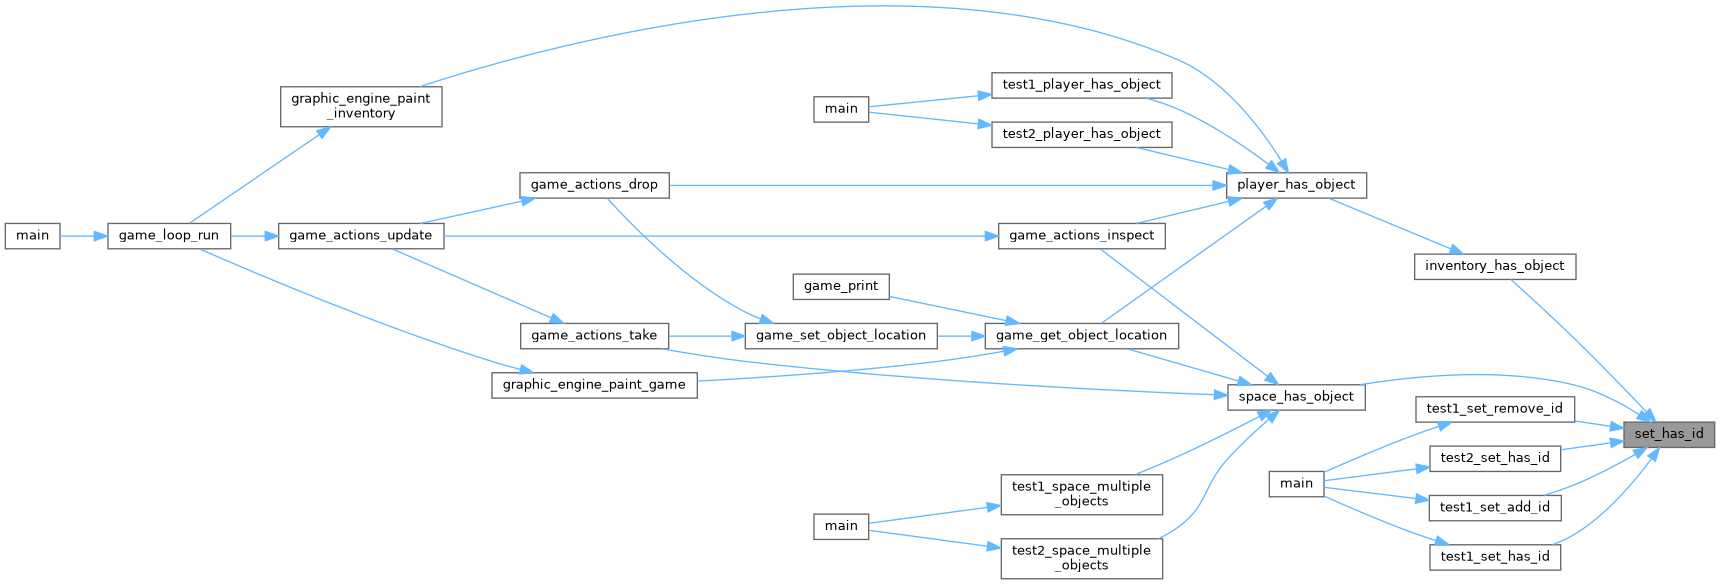 graphic_engine_paint
_inventory
main
test1_player_has_object
test2_player_has_object
game_actions_drop
player_has_object
main
game_loop_run
game_actions_update
game_actions_inspect
inventory_has_object
game_print
game_actions_take
game_set_object_location
game_get_object_location
graphic_engine_paint_game
space_has_object
test1_set_remove_id
set_has_id
test2_set_has_id
main
test1_space_multiple
_objects
test1_set_add_id
main
test2_space_multiple
_objects
test1_set_has_id